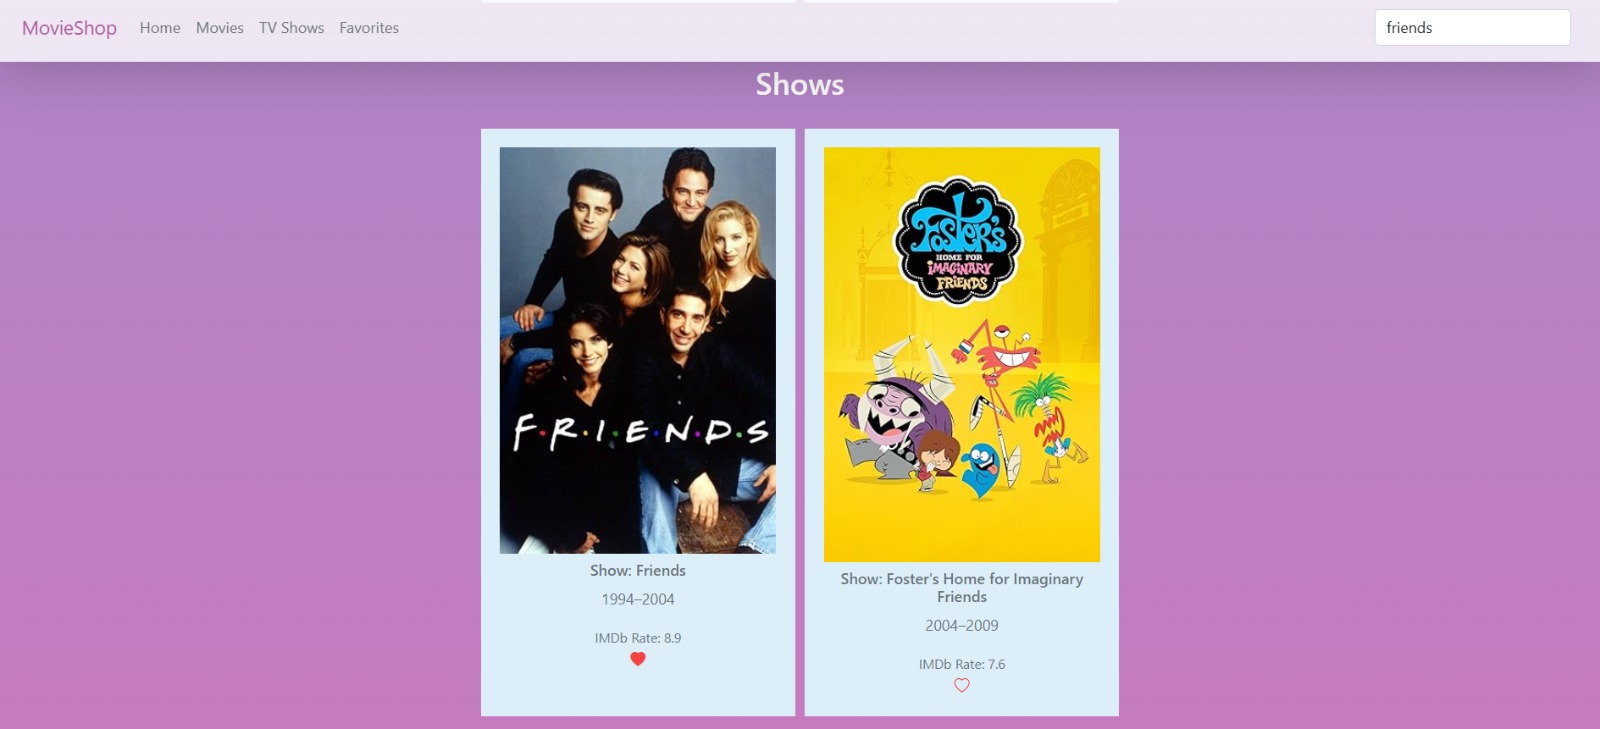 MovieShop Home Movies TV Shows Favorites friends
Shows
F·R·I·E·N·D·S
Show: Friends
1994–2004
IMDb Rate: 8.9
Foster's
HOME FOR
IMAGINARY
FRIENDS
Show: Foster's Home for Imaginary
Friends
2004–2009
IMDb Rate: 7.6